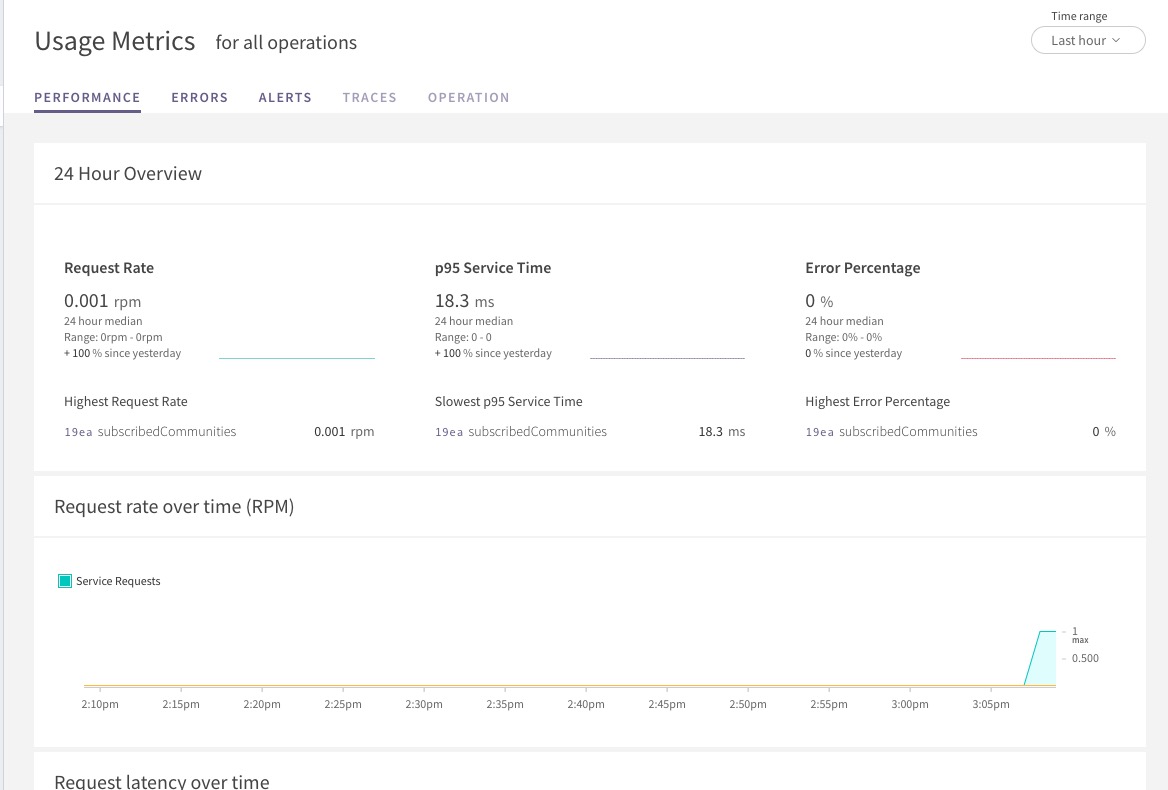 Time range
Usage Metrics for all operations
Last hour
PERFORMANCE ERRORS ALERTS TRACES OPERATION
24 Hour Overview
Request Rate
0.001 rpm
24 hour median
Range: 0rpm - 0rpm
+ 100 % since yesterday
Highest Request Rate
19ea subscribedCommunities 0.001 rpm
p95 Service Time
18.3 ms
24 hour median
Range: 0 - 0
+ 100 % since yesterday
Slowest p95 Service Time
19ea subscribedCommunities 18.3 ms
Error Percentage
0 %
24 hour median
Range: 0% - 0%
0 % since yesterday
Highest Error Percentage
19ea subscribedCommunities 0 %
Request rate over time (RPM)
Service Requests
1
max
0.500
2:10pm 2:15pm 2:20pm 2:25pm 2:30pm 2:35pm 2:40pm 2:45pm 2:50pm 2:55pm 3:00pm 3:05pm
Request latency over time